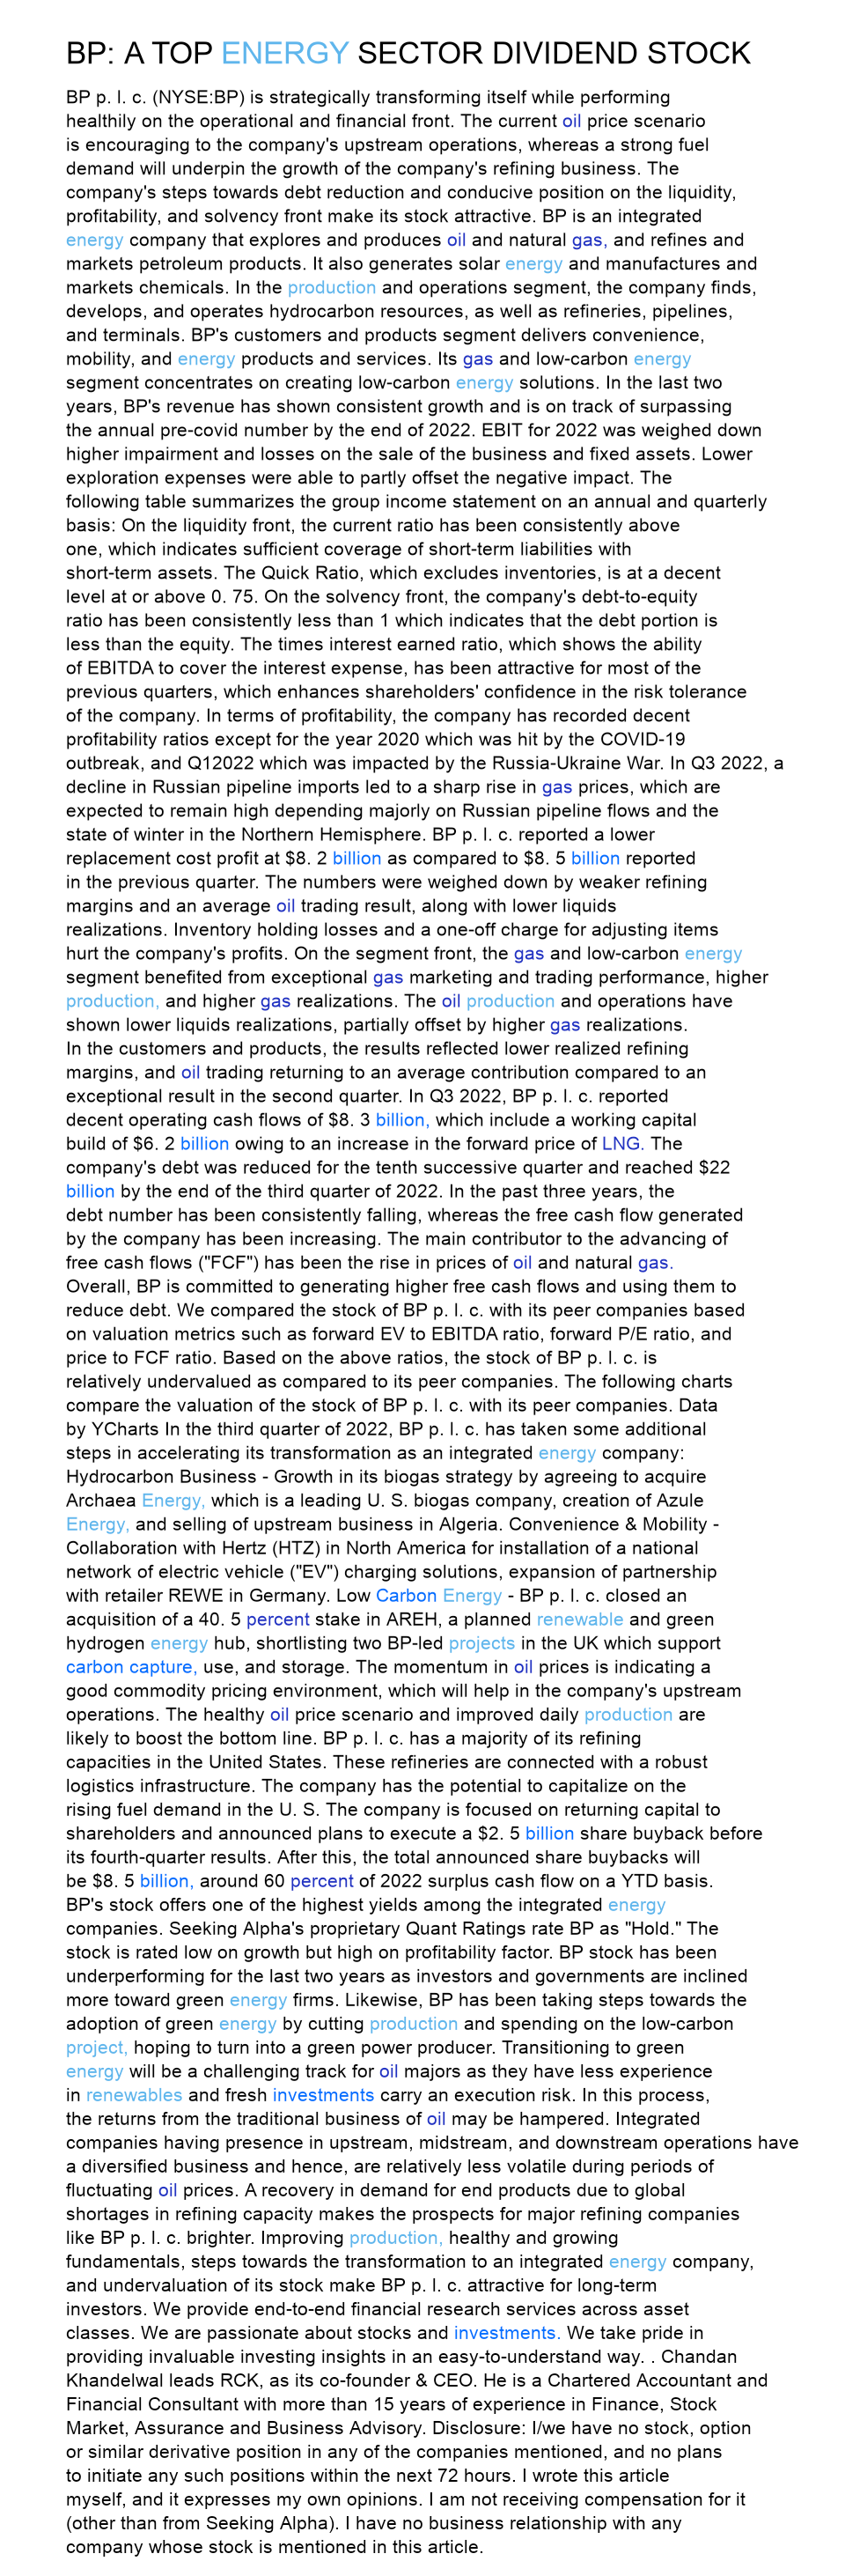 BP: A TOP ENERGY SECTOR DIVIDEND STOCK
BP p. l. c. (NYSE:BP) is strategically transforming itself while performing
healthily on the operational and financial front. The current oil price scenario
is encouraging to the company's upstream operations, whereas a strong fuel
demand will underpin the growth of the company's refining business. The
company's steps towards debt reduction and conducive position on the liquidity,
profitability, and solvency front make its stock attractive. BP is an integrated
energy company that explores and produces oil and natural gas, and refines and
markets petroleum products. It also generates solar energy and manufactures and
markets chemicals. In the production and operations segment, the company finds,
develops, and operates hydrocarbon resources, as well as refineries, pipelines,
and terminals. BP's customers and products segment delivers convenience,
mobility, and energy products and services. Its gas and low-carbon energy
segment concentrates on creating low-carbon energy solutions. In the last two
years, BP's revenue has shown consistent growth and is on track of surpassing
the annual pre-covid number by the end of 2022. EBIT for 2022 was weighed down
higher impairment and losses on the sale of the business and fixed assets. Lower
exploration expenses were able to partly offset the negative impact. The
following table summarizes the group income statement on an annual and quarterly
basis: On the liquidity front, the current ratio has been consistently above
one, which indicates sufficient coverage of short-term liabilities with
short-term assets. The Quick Ratio, which excludes inventories, is at a decent
level at or above 0. 75. On the solvency front, the company's debt-to-equity
ratio has been consistently less than 1 which indicates that the debt portion is
less than the equity. The times interest earned ratio, which shows the ability
of EBITDA to cover the interest expense, has been attractive for most of the
previous quarters, which enhances shareholders' confidence in the risk tolerance
of the company. In terms of profitability, the company has recorded decent
profitability ratios except for the year 2020 which was hit by the COVID-19
outbreak, and Q12022 which was impacted by the Russia-Ukraine War. In Q3 2022, a
decline in Russian pipeline imports led to a sharp rise in gas prices, which are
expected to remain high depending majorly on Russian pipeline flows and the
state of winter in the Northern Hemisphere. BP p. l. c. reported a lower
replacement cost profit at $8. 2 billion as compared to $8. 5 billion reported
in the previous quarter. The numbers were weighed down by weaker refining
margins and an average oil trading result, along with lower liquids
realizations. Inventory holding losses and a one-off charge for adjusting items
hurt the company's profits. On the segment front, the gas and low-carbon energy
segment benefited from exceptional gas marketing and trading performance, higher
production, and higher gas realizations. The oil production and operations have
shown lower liquids realizations, partially offset by higher gas realizations.
In the customers and products, the results reflected lower realized refining
margins, and oil trading returning to an average contribution compared to an
exceptional result in the second quarter. In Q3 2022, BP p. l. c. reported
decent operating cash flows of $8. 3 billion, which include a working capital
build of $6. 2 billion owing to an increase in the forward price of LNG. The
company's debt was reduced for the tenth successive quarter and reached $22
billion by the end of the third quarter of 2022. In the past three years, the
debt number has been consistently falling, whereas the free cash flow generated
by the company has been increasing. The main contributor to the advancing of
free cash flows ("FCF") has been the rise in prices of oil and natural gas.
Overall, BP is committed to generating higher free cash flows and using them to
reduce debt. We compared the stock of BP p. l. c. with its peer companies based
on valuation metrics such as forward EV to EBITDA ratio, forward P/E ratio, and
price to FCF ratio. Based on the above ratios, the stock of BP p. l. c. is
relatively undervalued as compared to its peer companies. The following charts
compare the valuation of the stock of BP p. l. c. with its peer companies. Data
by YCharts In the third quarter of 2022, BP p. l. c. has taken some additional
steps in accelerating its transformation as an integrated energy company:
Hydrocarbon Business - Growth in its biogas strategy by agreeing to acquire
Archaea Energy, which is a leading U. S. biogas company, creation of Azule
Energy, and selling of upstream business in Algeria. Convenience & Mobility -
Collaboration with Hertz (HTZ) in North America for installation of a national
network of electric vehicle ("EV") charging solutions, expansion of partnership
with retailer REWE in Germany. Low Carbon Energy - BP p. l. c. closed an
acquisition of a 40. 5 percent stake in AREH, a planned renewable and green
hydrogen energy hub, shortlisting two BP-led projects in the UK which support
carbon capture, use, and storage. The momentum in oil prices is indicating a
good commodity pricing environment, which will help in the company's upstream
operations. The healthy oil price scenario and improved daily production are
likely to boost the bottom line. BP p. l. c. has a majority of its refining
capacities in the United States. These refineries are connected with a robust
logistics infrastructure. The company has the potential to capitalize on the
rising fuel demand in the U. S. The company is focused on returning capital to
shareholders and announced plans to execute a $2. 5 billion share buyback before
its fourth-quarter results. After this, the total announced share buybacks will
be $8. 5 billion, around 60 percent of 2022 surplus cash flow on a YTD basis.
BP's stock offers one of the highest yields among the integrated energy
companies. Seeking Alpha's proprietary Quant Ratings rate BP as "Hold." The
stock is rated low on growth but high on profitability factor. BP stock has been
underperforming for the last two years as investors and governments are inclined
more toward green energy firms. Likewise, BP has been taking steps towards the
adoption of green energy by cutting production and spending on the low-carbon
project, hoping to turn into a green power producer. Transitioning to green
energy will be a challenging track for oil majors as they have less experience
in renewables and fresh investments carry an execution risk. In this process,
the returns from the traditional business of oil may be hampered. Integrated
companies having presence in upstream, midstream, and downstream operations have
a diversified business and hence, are relatively less volatile during periods of
fluctuating oil prices. A recovery in demand for end products due to global
shortages in refining capacity makes the prospects for major refining companies
like BP p. l. c. brighter. Improving production, healthy and growing
fundamentals, steps towards the transformation to an integrated energy company,
and undervaluation of its stock make BP p. l. c. attractive for long-term
investors. We provide end-to-end financial research services across asset
classes. We are passionate about stocks and investments. We take pride in
providing invaluable investing insights in an easy-to-understand way. . Chandan
Khandelwal leads RCK, as its co-founder & CEO. He is a Chartered Accountant and
Financial Consultant with more than 15 years of experience in Finance, Stock
Market, Assurance and Business Advisory. Disclosure: I/we have no stock, option
or similar derivative position in any of the companies mentioned, and no plans
to initiate any such positions within the next 72 hours. I wrote this article
myself, and it expresses my own opinions. I am not receiving compensation for it
(other than from Seeking Alpha). I have no business relationship with any
company whose stock is mentioned in this article.